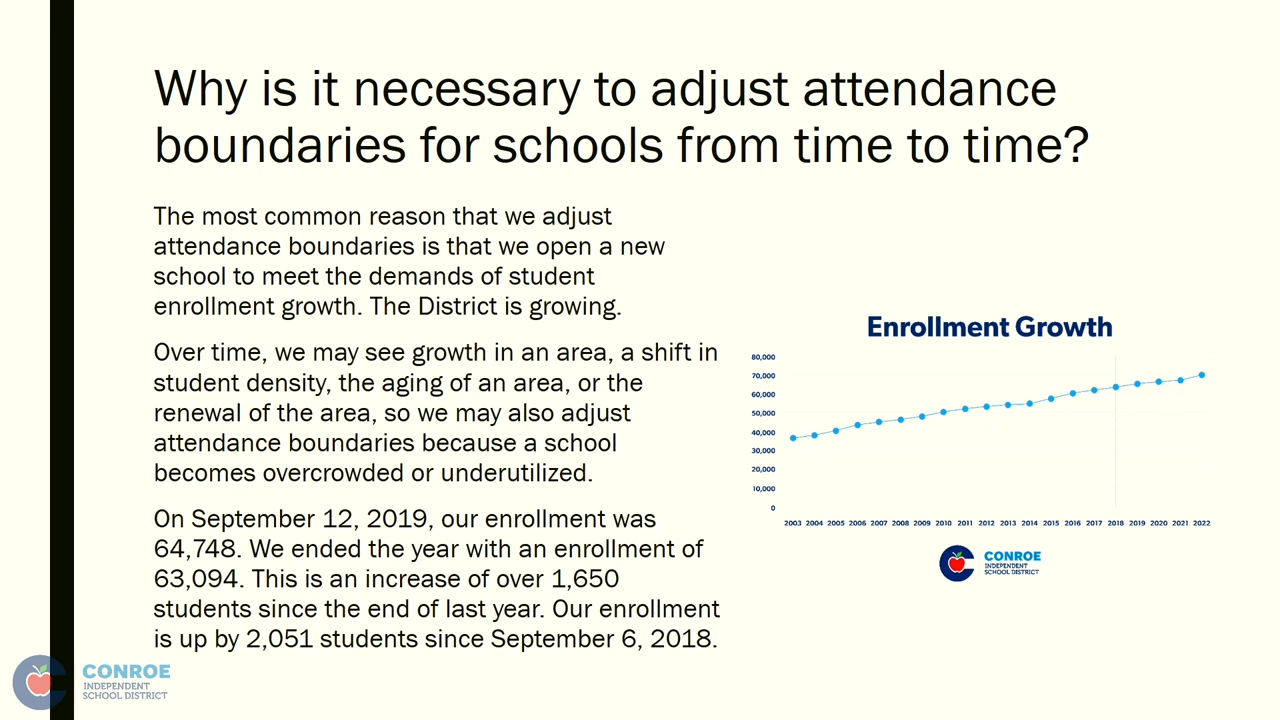 Why is it necessary to adjust attendance
boundaries for schools from time to time?
The most common reason that we adjust
attendance boundaries is that we open a new
school to meet the demands of student
enrollment growth. The District is growing.
Over time, we may see growth in an area, a shift in
student density, the aging of an area, or the
renewal of the area, so we may also adjust
attendance boundaries because a school
becomes overcrowded or underutilized.
On September 12, 2019, our enrollment was
64,748. We ended the year with an enrollment of
63,094. This is an increase of over 1,650
students since the end of last year. Our enrollment
is up by 2,051 students since September 6, 2018.
Enrollment Growth
80,000
70,000
60,000
50,000
40,000
30,000
20,000
10,000
0
2003 2004 2005 2006 2007 2008 2009 2010 2011 2012 2013 2014 2015 2016 2017 2018 2019 2020 2021 2022
CONROE
INDEPENDENT
SCHOOL DISTRICT
CONROE
INDEPENDENT
SCHOOL DISTRICT